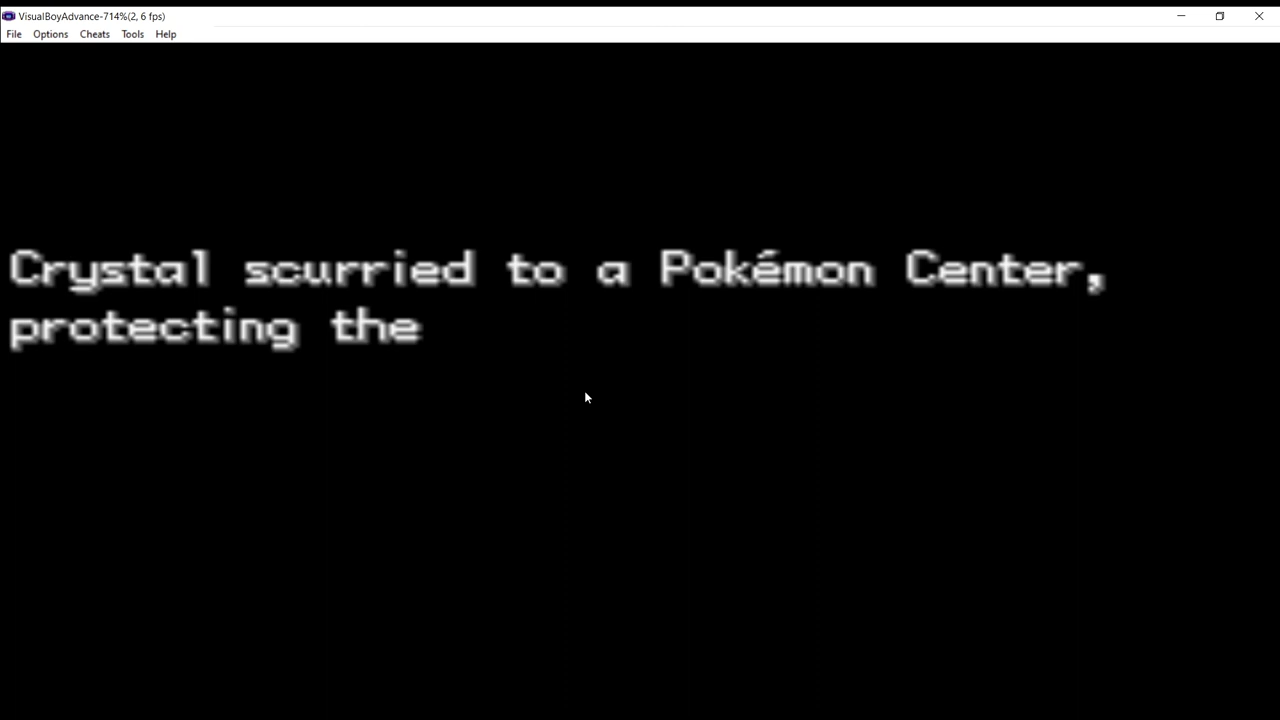 VisualBoyAdvance-714%(2, 6 fps)
File Options Cheats Tools Help
Crystal scurried to a Pokémon Center,
protecting the